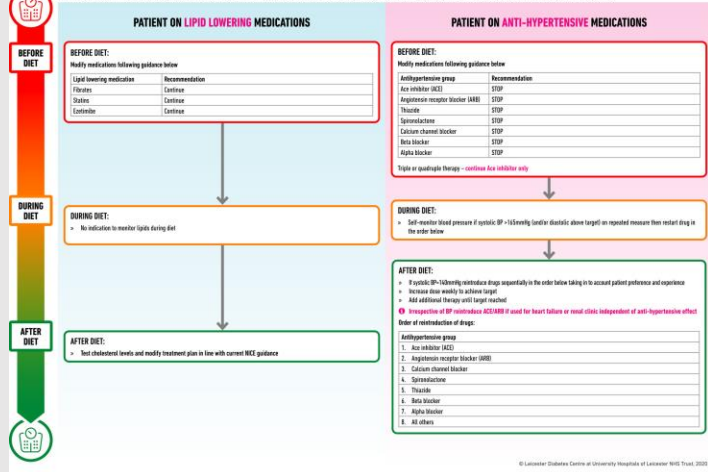 PATIENT ON LIPID LOWERING MEDICATIONS
BEFORE DIET
BEFORE DIET:
Modify medications following guidance below
Lipid lowering medication Recommendation
Fibrates Continue
Statins Continue
Ezetimibe Continue
DURING DIET
DURING DIET:
» No indication to monitor lipids during diet
AFTER DIET
AFTER DIET:
» Test cholesterol levels and modify treatment plan in line with current NICE guidance
PATIENT ON ANTI-HYPERTENSIVE MEDICATIONS
BEFORE DIET:
Modify medications following guidance below
Antihypertensive group Recommendation
Ace inhibitor (ACE) STOP
Angiotensin receptor blocker (ARB) STOP
Thiazide STOP
Spironolactone STOP
Calcium channel blocker STOP
Beta blocker STOP
Alpha blocker STOP
Triple or quadruple therapy – continue Ace inhibitor only
DURING DIET:
» Self-monitor blood pressure if systolic BP >165mmHg (and/or diastolic above target) on repeated measure then restart drug in
the order below
AFTER DIET:
» If systolic BP>140mmHg reintroduce drugs sequentially in the order below taking in to account patient preference and experience
» Increase dose weekly to achieve target
» Add additional therapy until target reached
Irrespective of BP reintroduce ACE/ARB if used for heart failure or renal clinic independent of anti-hypertensive effect
Order of reintroduction of drugs:
Antihypertensive group
1. Ace inhibitor (ACE)
2. Angiotensin receptor blocker (ARB)
3. Calcium channel blocker
4. Spironolactone
5. Thiazide
6. Beta blocker
7. Alpha blocker
8. All others
© Leicester Diabetes Centre at University Hospitals of Leicester NHS Trust, 2020